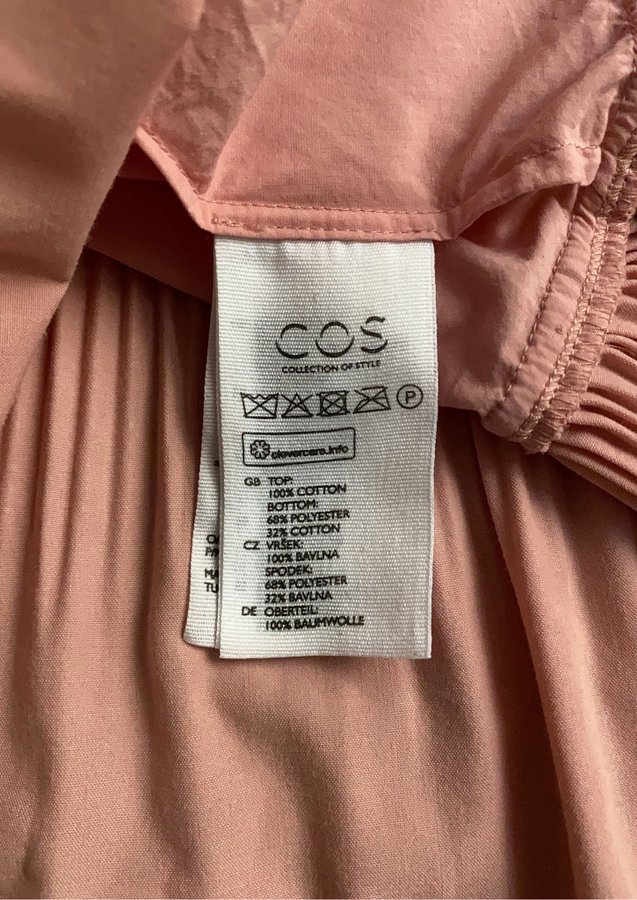 COS
COLLECTION OF STYLE
P
clevercare.info
GB TOP:
100% COTTON
BOTTOM:
68% POLYESTER
32% COTTON
CZ VRŠEK:
100% BAVLNA
SPODEK:
68% POLYESTER
32% BAVLNA
DE OBERTEIL:
100% BAUMWOLLE